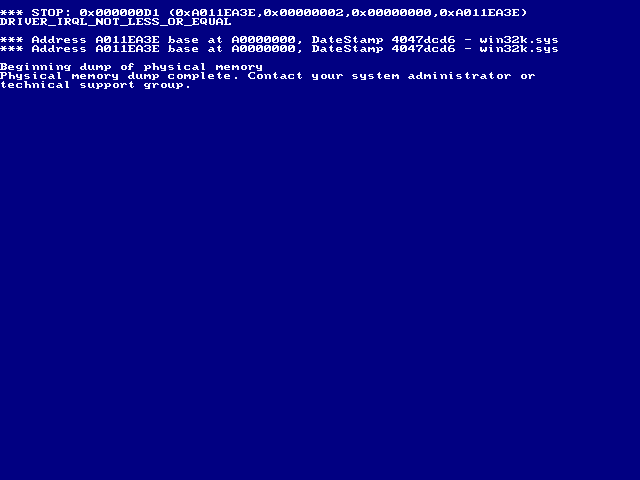 *** STOP: 0x000000D1 (0xA011EA3E,0x00000002,0x00000000,0xA011EA3E)
DRIVER_IRQL_NOT_LESS_OR_EQUAL
*** Address A011EA3E base at A0000000, DateStamp 4047dcd6 - win32k.sys
*** Address A011EA3E base at A0000000, DateStamp 4047dcd6 - win32k.sys
Beginning dump of physical memory
Physical memory dump complete. Contact your system administrator or
technical support group.